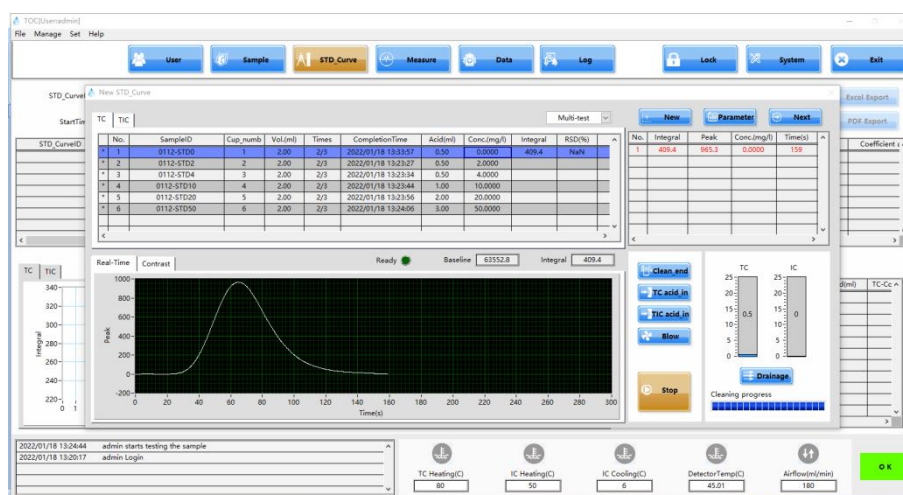 TOC[Useradmin]
File Manage Set Help
User Sample STD_Curve Measure Data Log Lock System Exit
New STD_Curve
STD_CurveI
StartTim
Excel Export
PDF Export
TC TIC
Multi-test
New Parameter Next
STD_CurveID
No. SampleID Cup_numb Vol.(ml) Times CompletionTime Acid(ml) Conc.(mg/l) Integral RSD(%)
* 1 0112-STD0 1 2.00 2/3 2022/01/18 13:33:57 0.50 0.0000 409.4 NaN
* 2 0112-STD2 2 2.00 2/3 2022/01/18 13:23:27 0.50 2.0000
* 3 0112-STD4 3 2.00 2/3 2022/01/18 13:23:34 0.50 4.0000
* 4 0112-STD10 4 2.00 2/3 2022/01/18 13:23:44 1.00 10.0000
* 5 0112-STD20 5 2.00 2/3 2022/01/18 13:23:56 2.00 20.0000
* 6 0112-STD50 6 2.00 2/3 2022/01/18 13:24:06 3.00 50.0000
No. Integral Peak Conc.(mg/l) Time(s)
1 409.4 965.3 0.0000 159
Coefficient
Real-Time Contrast
Ready Baseline 63552.8 Integral 409.4
TC TIC
340
320
300
280
260
240
220
Integral
0 1
1000
800
600
400
200
0
-200
Peak
0 20 40 60 80 100 120 140 160 180 200 220 240 260 280 300
Time(s)
Clean_end
TC acid_in
TIC acid_in
Blow
Stop
TC IC
25 25
20 20
15 15
10 10
5 5
0 0
0.5 0
Drainage
Cleaning progress
d(ml) TC-Cc
2022/01/18 13:24:44 admin starts testing the sample
2022/01/18 13:20:17 admin Login
TC Heating(C) IC Heating(C) IC Cooling(C) DetectorTemp(C) Airflow(ml/min)
80 50 6 45.01 180
OK